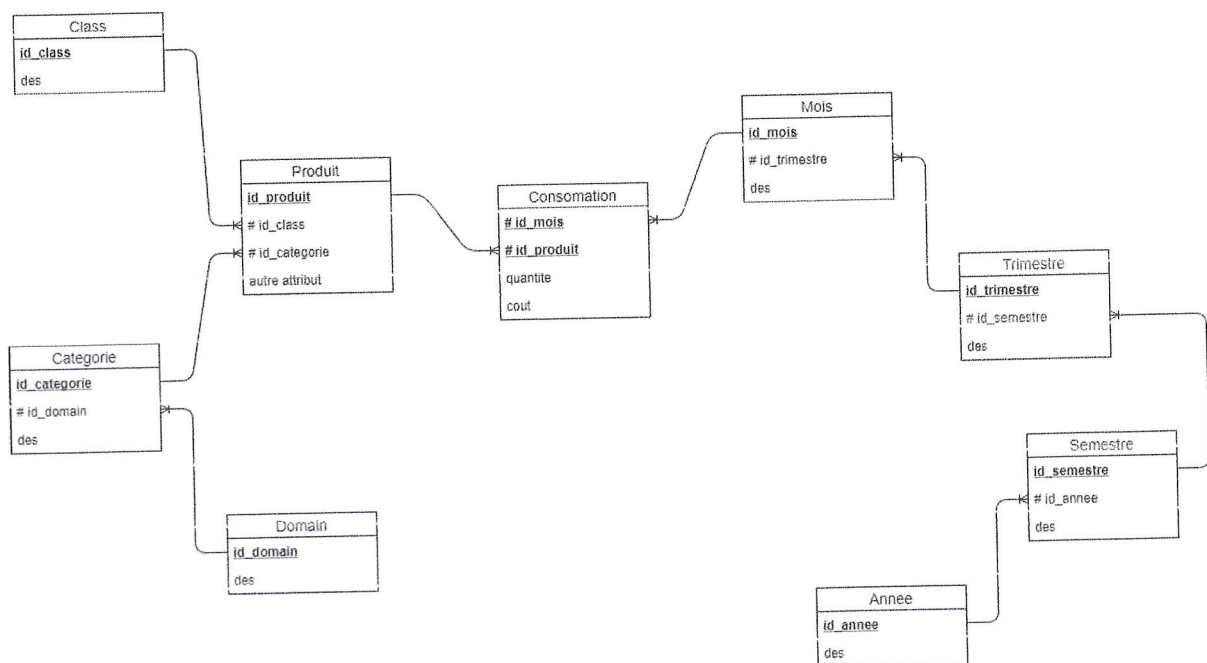 Class
id_class
des
Produit
id_produit
# id_class
# id_categorie
autre attribut
Categorie
id_categorie
# id_domain
des
Domain
id_domain
des
Consomation
# id_mois
# id_produit
quantite
cout
Mois
id_mois
# id_trimestre
des
Trimestre
id_trimestre
# id_semestre
des
Semestre
id_semestre
# id_annee
des
Annee
id_annee
des